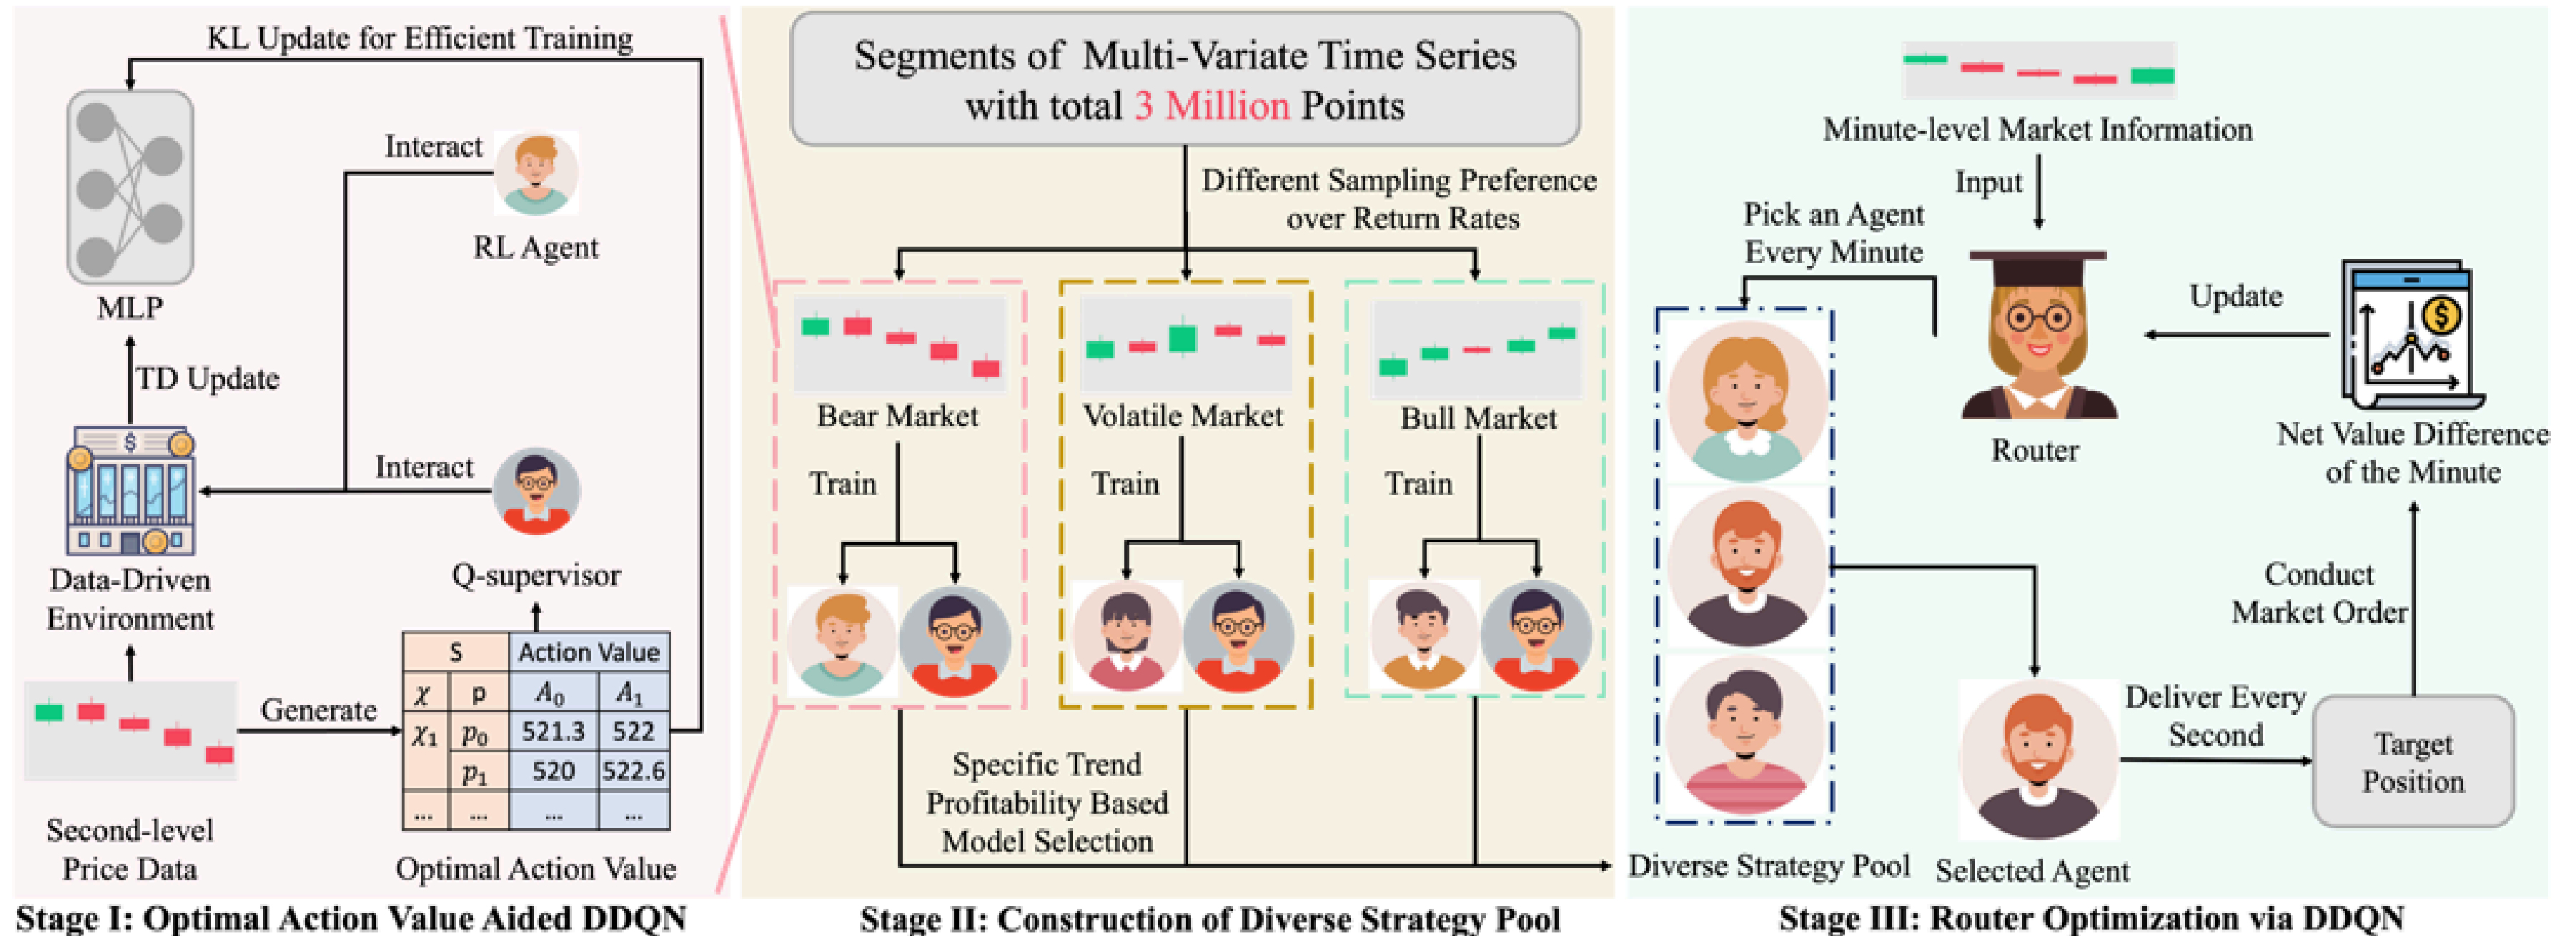 KL Update for Efficient Training
Interact
RL Agent
MLP
TD Update
$
Interact
Q-supervisor
Data-Driven
Environment
S Action Value
χ p A₀ A₁
χ₁ p₀ 521.3 522
p₁ 520 522.6
... ... ... ...
Generate
Second-level
Price Data
Optimal Action Value
Stage I: Optimal Action Value Aided DDQN
Segments of Multi-Variate Time Series
with total 3 Million Points
Different Sampling Preference
over Return Rates
Bear Market
Volatile Market
Bull Market
Train
Train
Train
Specific Trend
Profitability Based
Model Selection
Stage II: Construction of Diverse Strategy Pool
Minute-level Market Information
Input
Pick an Agent
Every Minute
Router
Update
$
Net Value Difference
of the Minute
Conduct
Market Order
Deliver Every
Second
Target
Position
Diverse Strategy Pool
Selected Agent
Stage III: Router Optimization via DDQN